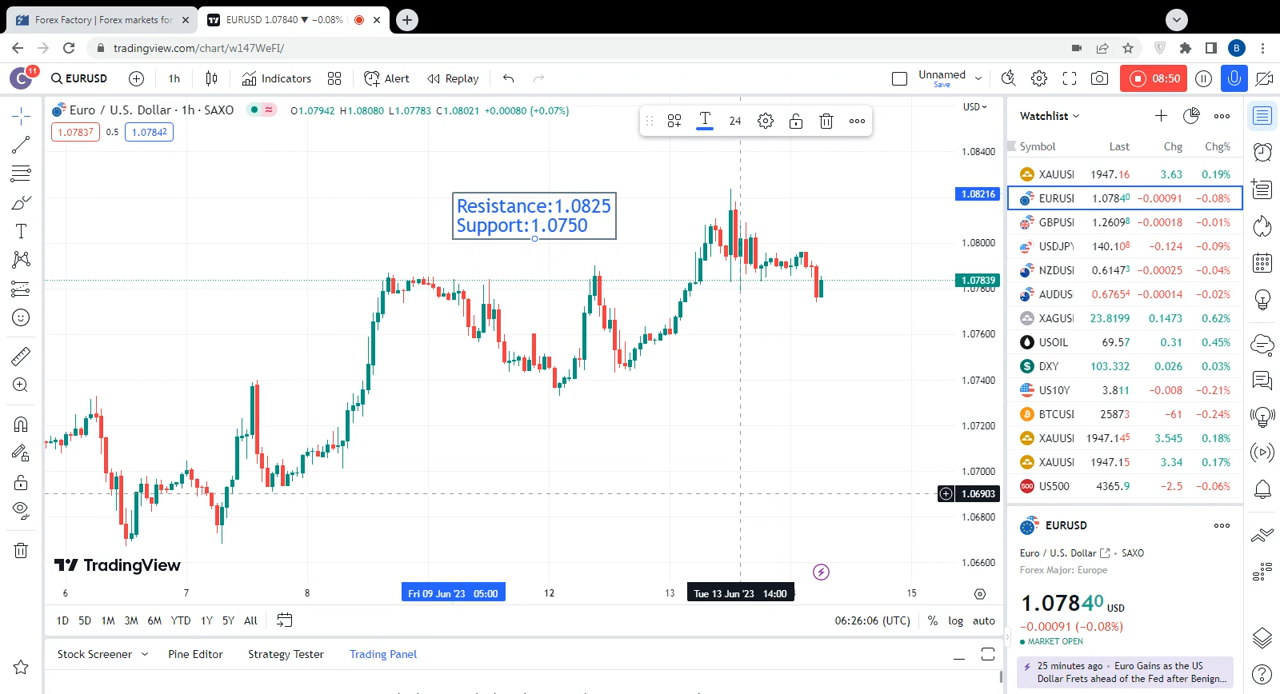 Forex Factory | Forex markets for
EURUSD 1.07840 ▼ −0.08%
tradingview.com/chart/w147WeFI/
B
C
11
EURUSD
1h
Indicators
Alert
Replay
Unnamed
Save
08:50
Euro / U.S. Dollar · 1h · SAXO
O1.07942 H1.08080 L1.07783 C1.08021 +0.00080 (+0.07%)
1.07837
0.5
1.07842
24
USD
Resistance:1.0825
Support:1.0750
1.08400
1.08216
1.08000
1.07839
1.07600
1.07400
1.07200
1.07000
1.06903
1.06800
1.06600
TradingView
6
7
8
Fri 09 Jun '23 05:00
12
13
Tue 13 Jun '23 14:00
15
1D 5D 1M 3M 6M YTD 1Y 5Y All
06:26:06 (UTC)
% log auto
Stock Screener
Pine Editor
Strategy Tester
Trading Panel
Watchlist
Symbol Last Chg Chg%
XAUUSI 1947.16 3.63 0.19%
EURUSI 1.07840 −0.00091 −0.08%
GBPUSI 1.26098 −0.00018 −0.01%
USDJPY 140.108 −0.124 −0.09%
NZDUSI 0.61473 −0.00025 −0.04%
AUDUSI 0.67654 −0.00014 −0.02%
XAGUSI 23.8199 0.1473 0.62%
USOIL 69.57 0.31 0.45%
DXY 103.332 0.026 0.03%
US10Y 3.811 −0.008 −0.21%
BTCUSI 25873 −61 −0.24%
XAUUSI 1947.145 3.545 0.18%
XAUUSI 1947.15 3.34 0.17%
US500 4365.9 −2.5 −0.06%
EURUSD
Euro / U.S. Dollar · SAXO
Forex Major: Europe
1.07840 USD
−0.00091 (−0.08%)
MARKET OPEN
25 minutes ago · Euro Gains as the US
Dollar Frets ahead of the Fed after Benign...